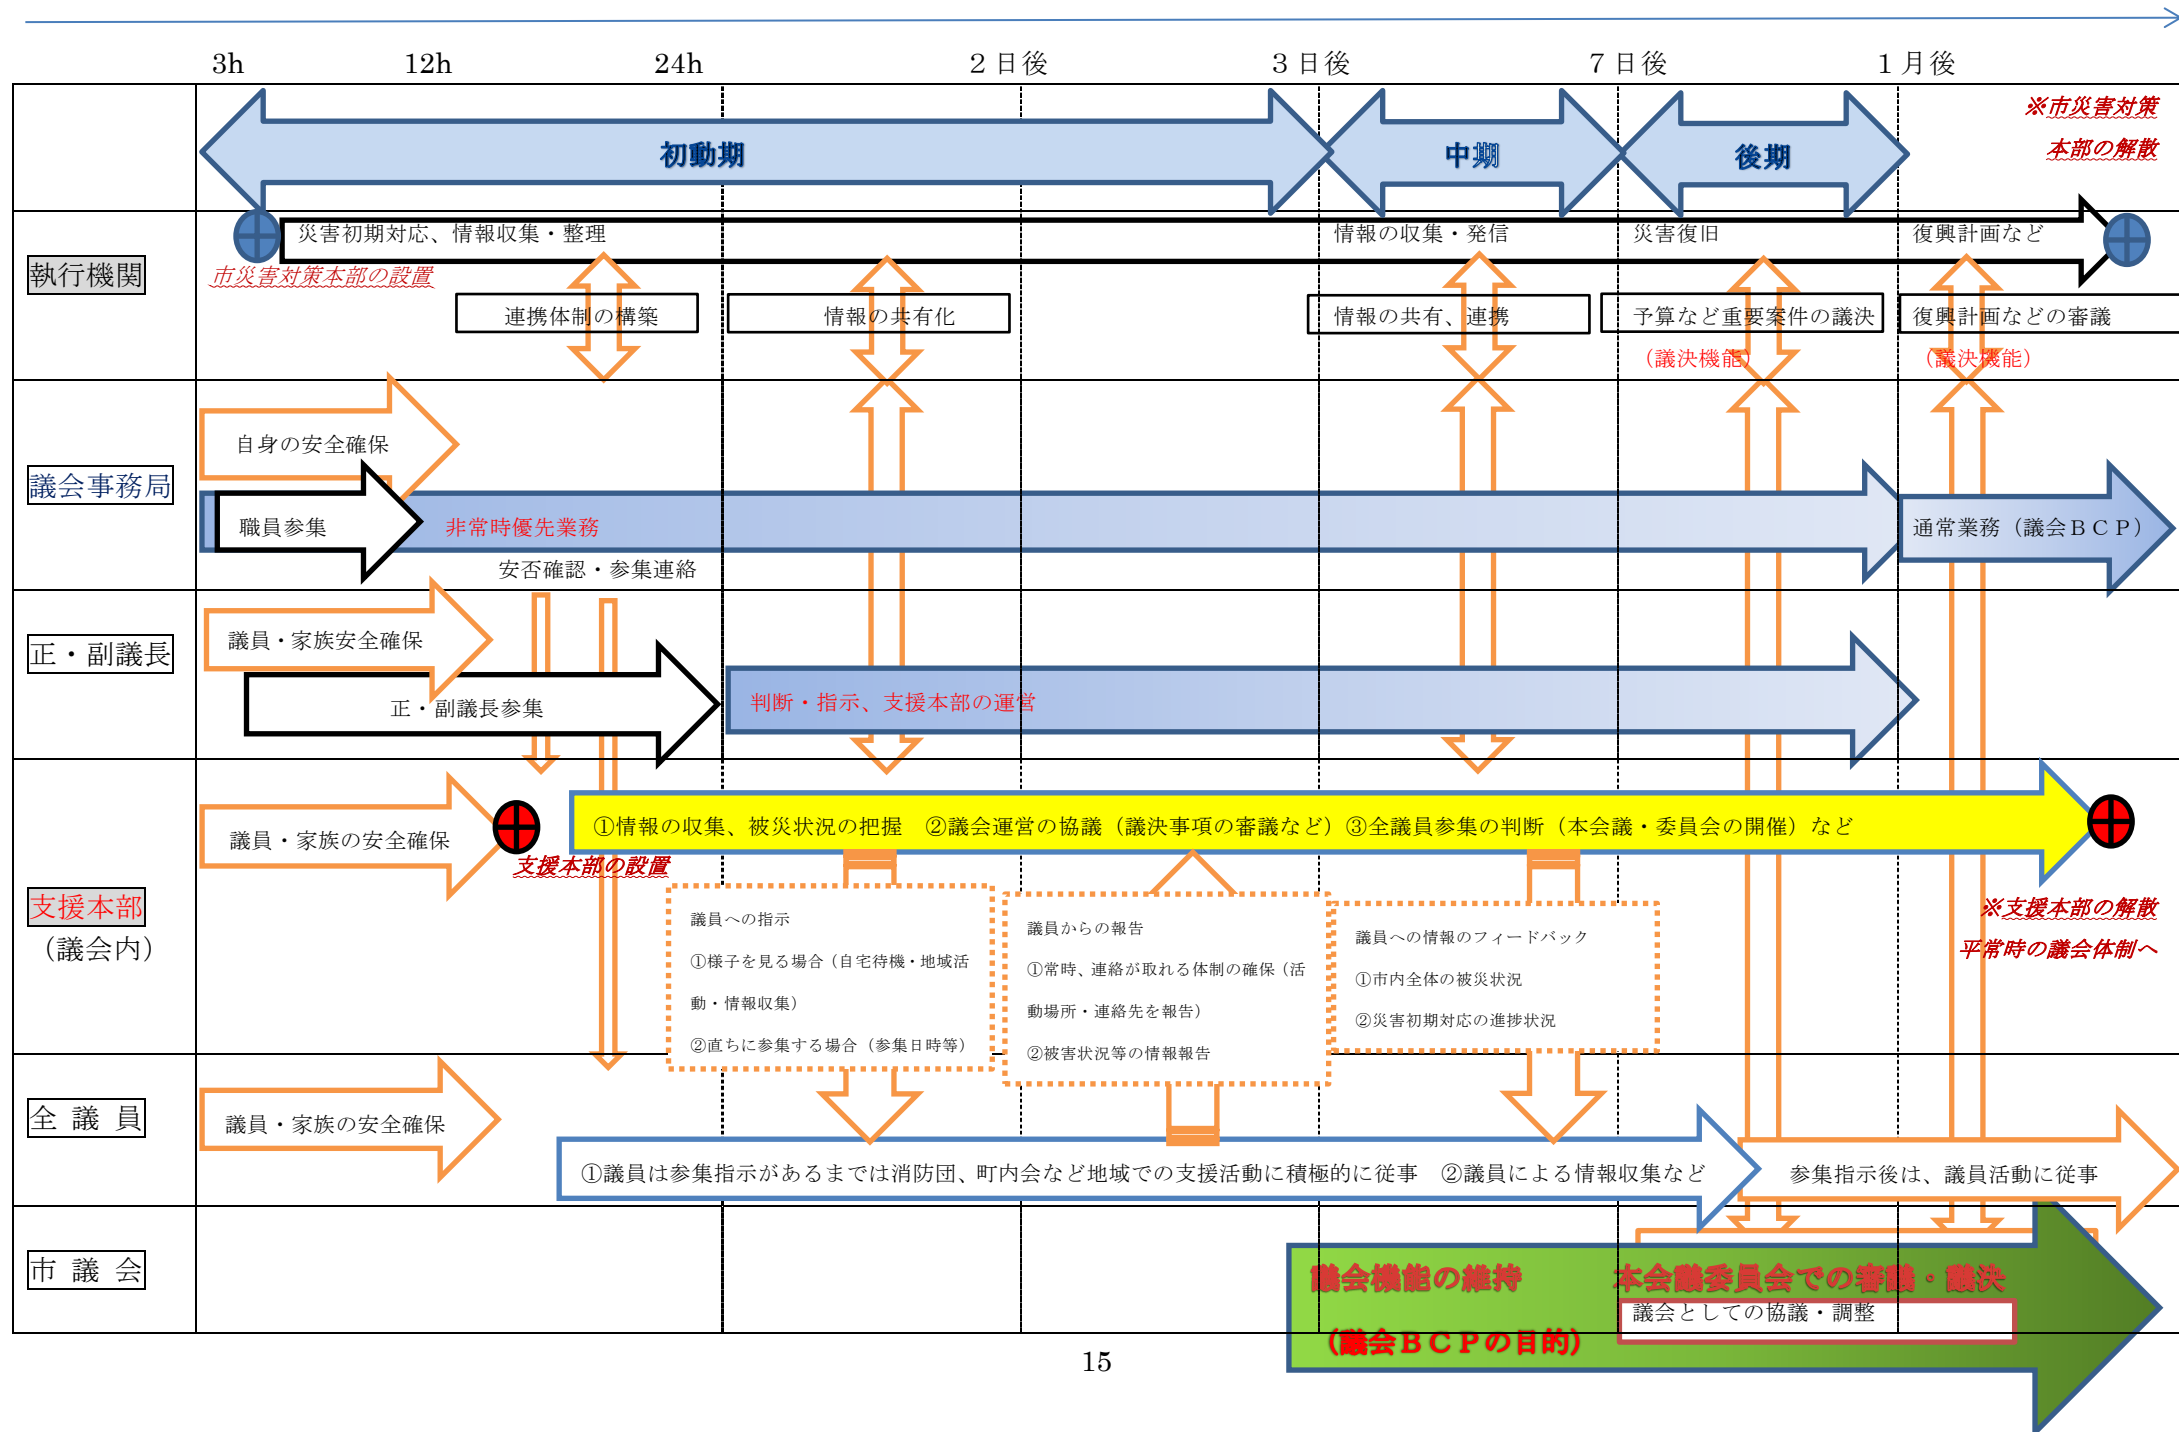 3h 12h 24h ２日後 ３日後 ７日後 １月後
初動期 中期 後期
※市災害対策
本部の解散
災害初期対応、情報収集・整理 情報の収集・発信 災害復旧 復興計画など
執行機関
市災害対策本部の設置
連携体制の構築 情報の共有化 情報の共有、連携 予算など重要案件の議決 復興計画などの審議
（議決機能） （議決機能）
自身の安全確保
議会事務局
職員参集 非常時優先業務 通常業務（議会ＢＣＰ）
安否確認・参集連絡
議員・家族安全確保
正・副議長
正・副議長参集 判断・指示、支援本部の運営
議員・家族の安全確保
①情報の収集、被災状況の把握 ②議会運営の協議（議決事項の審議など）③全議員参集の判断（本会議・委員会の開催）など
支援本部の設置
支援本部
（議会内）
議員への指示
①様子を見る場合（自宅待機・地域活
動・情報収集）
②直ちに参集する場合（参集日時等）
議員からの報告
①常時、連絡が取れる体制の確保（活
動場所・連絡先を報告）
②被害状況等の情報報告
議員への情報のフィードバック
①市内全体の被災状況
②災害初期対応の進捗状況
※支援本部の解散
平常時の議会体制へ
全議員
議員・家族の安全確保
①議員は参集指示があるまでは消防団、町内会など地域での支援活動に積極的に従事 ②議員による情報収集など
参集指示後は、議員活動に従事
市議会
議会機能の維持 本会議委員会での審議・議決
議会としての協議・調整
（議会ＢＣＰの目的）
15